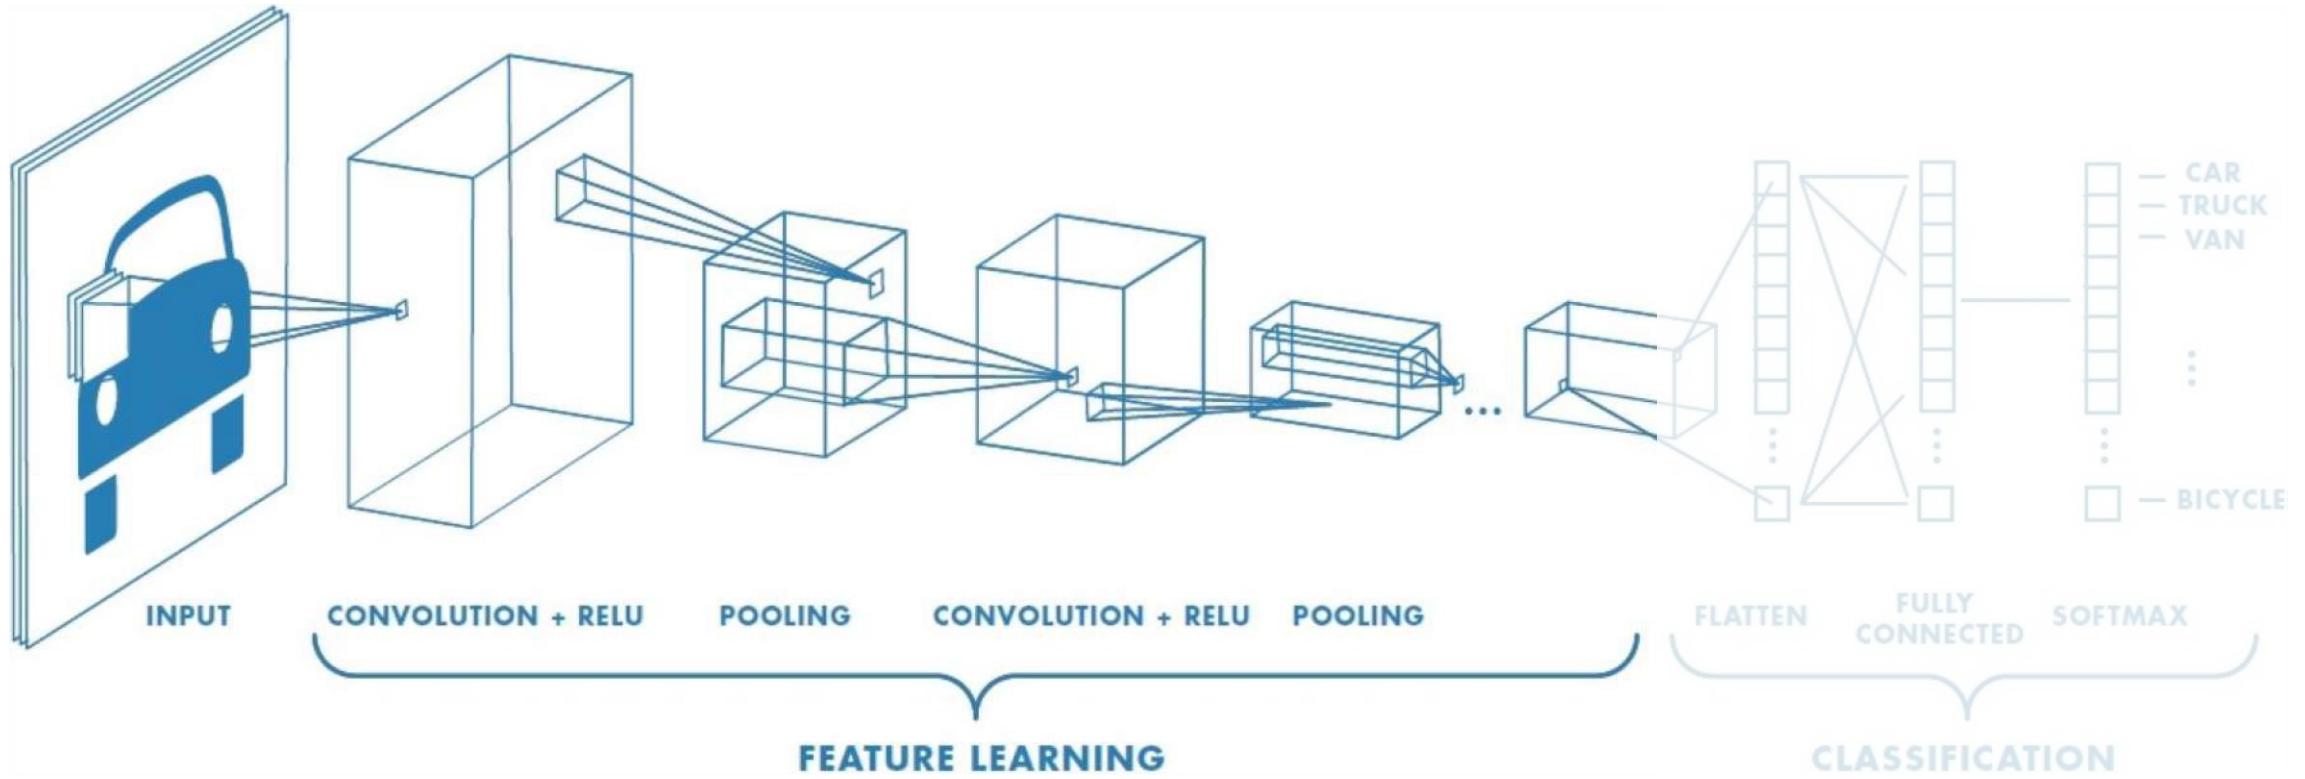 CAR
TRUCK
VAN
BICYCLE
INPUT
CONVOLUTION + RELU
POOLING
CONVOLUTION + RELU
POOLING
FLATTEN
FULLY
CONNECTED
SOFTMAX
FEATURE LEARNING
CLASSIFICATION